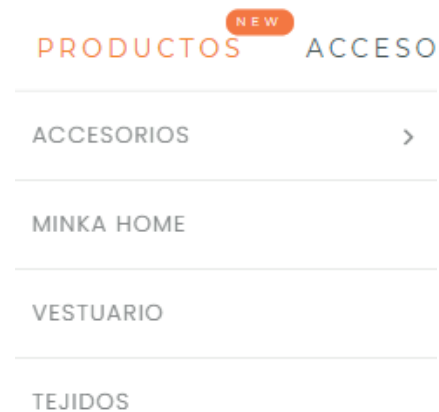 NEW
PRODUCTOS ACCESO
ACCESORIOS
MINKA HOME
VESTUARIO
TEJIDOS